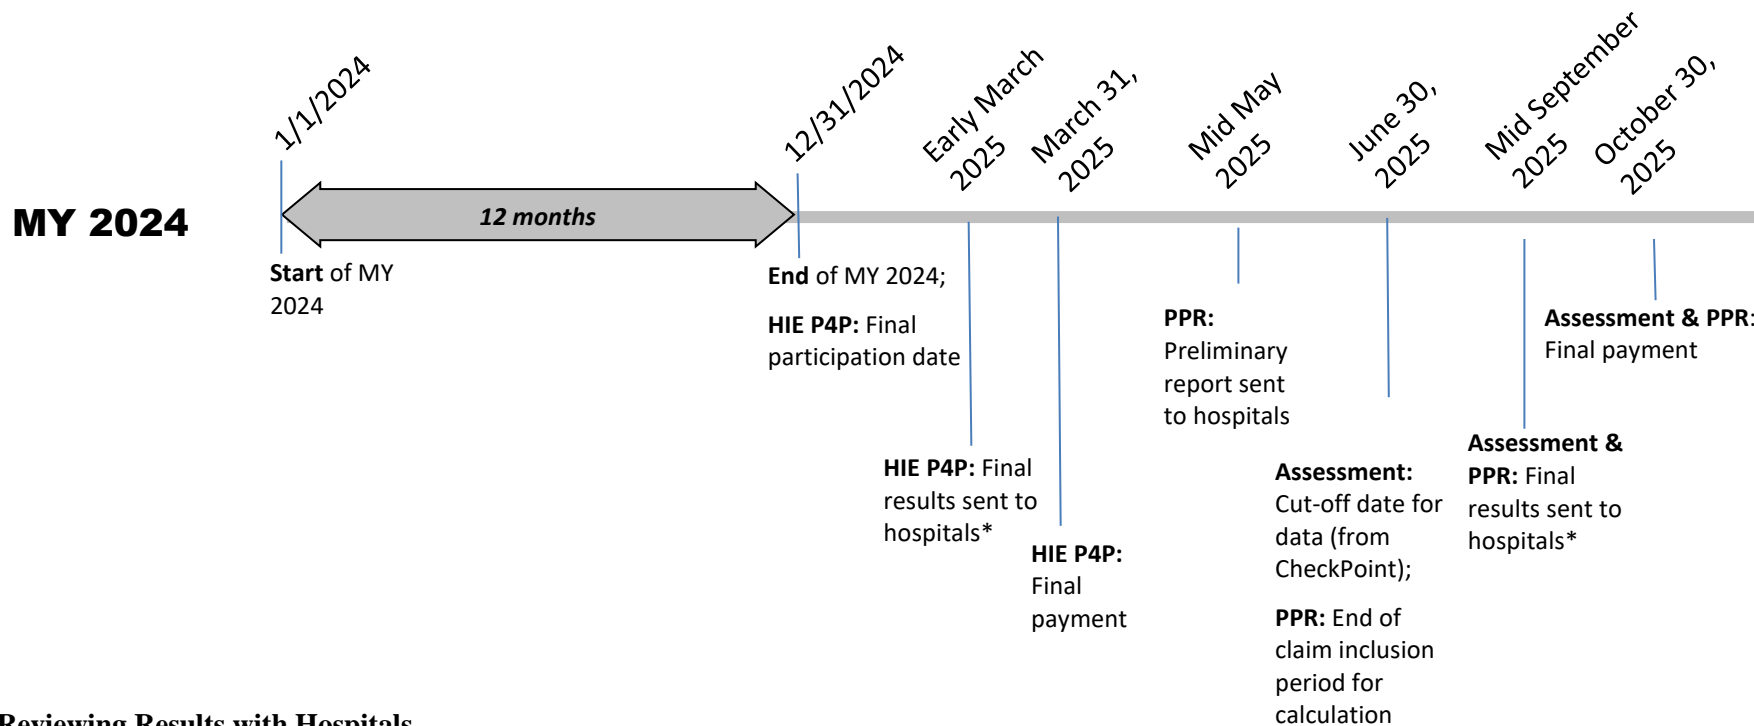 1/1/2024
12/31/2024
Early March
2025
March 31,
2025
Mid May
2025
June 30,
2025
Mid September
2025
October 30,
2025
MY 2024
12 months
Start of MY
2024
End of MY 2024;
HIE P4P: Final
participation date
HIE P4P: Final
results sent to
hospitals*
HIE P4P:
Final
payment
PPR:
Preliminary
report sent
to hospitals
Assessment:
Cut-off date for
data (from
CheckPoint);
PPR: End of
claim inclusion
period for
calculation
Assessment &
PPR: Final
results sent to
hospitals*
Assessment & PPR:
Final payment
Reviewing Results with Hospitals